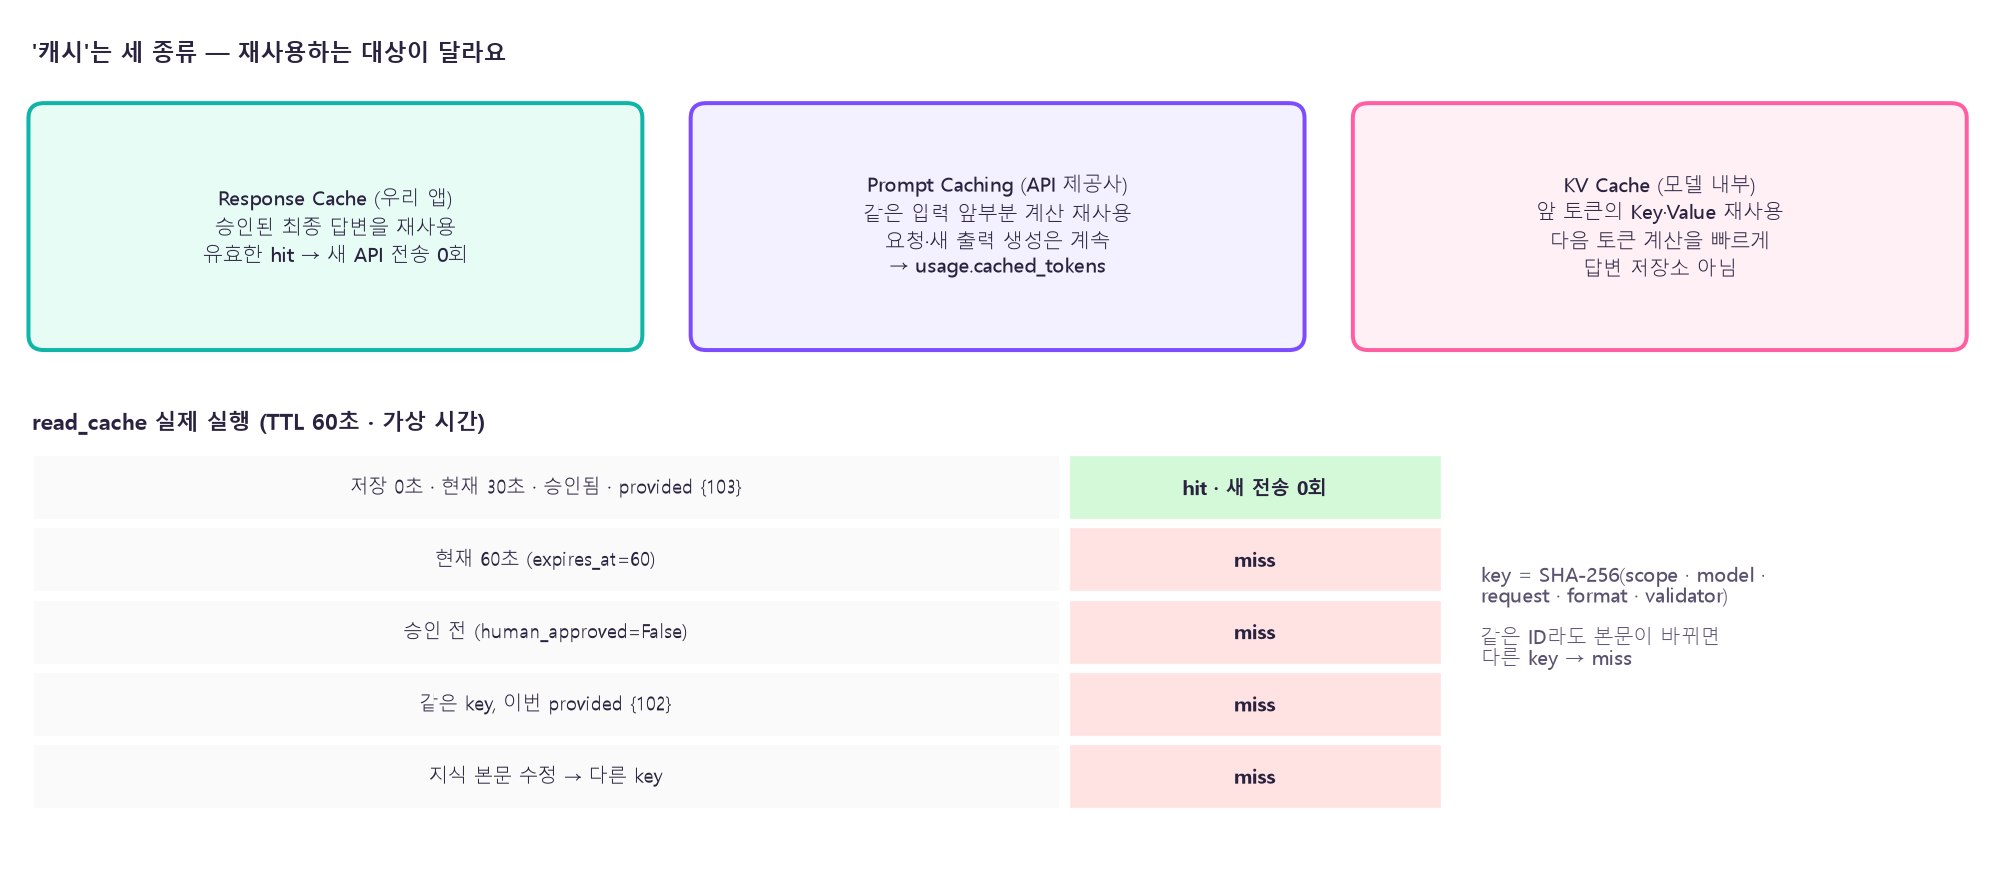 '캐시'는 세 종류 — 재사용하는 대상이 달라요
Response Cache (우리 앱)
승인된 최종 답변을 재사용
유효한 hit → 새 API 전송 0회
Prompt Caching (API 제공사)
같은 입력 앞부분 계산 재사용
요청·새 출력 생성은 계속
→ usage.cached_tokens
KV Cache (모델 내부)
앞 토큰의 Key·Value 재사용
다음 토큰 계산을 빠르게
답변 저장소 아님
read_cache 실제 실행 (TTL 60초 · 가상 시간)
저장 0초 · 현재 30초 · 승인됨 · provided {103}
hit · 새 전송 0회
현재 60초 (expires_at=60)
miss
승인 전 (human_approved=False)
miss
같은 key, 이번 provided {102}
miss
지식 본문 수정 → 다른 key
miss
key = SHA-256(scope · model ·
request · format · validator)
같은 ID라도 본문이 바뀌면
다른 key → miss